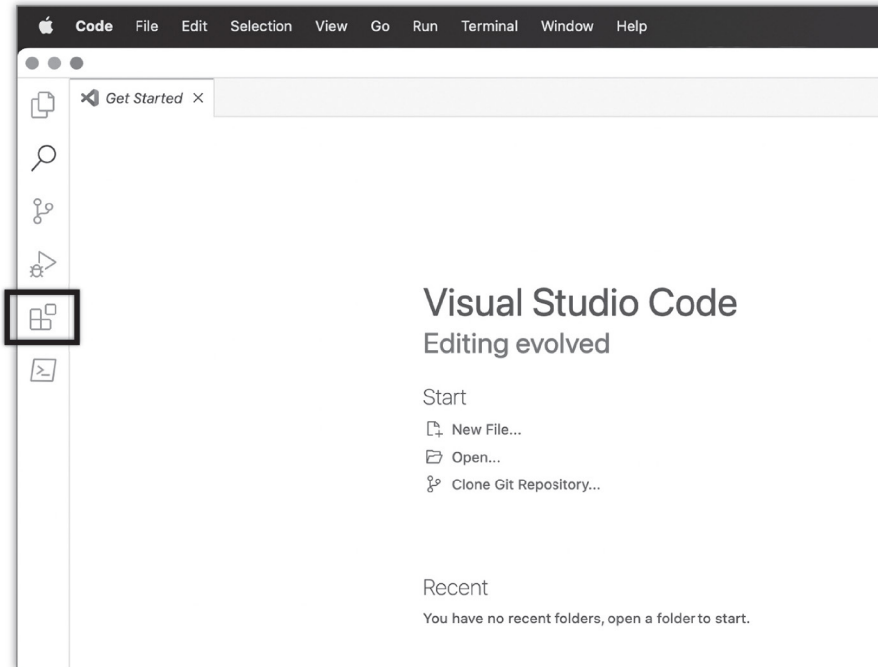 Code File Edit Selection View Go Run Terminal Window Help
Get Started
Visual Studio Code
Editing evolved
Start
New File...
Open...
Clone Git Repository...
Recent
You have no recent folders, open a folder to start.